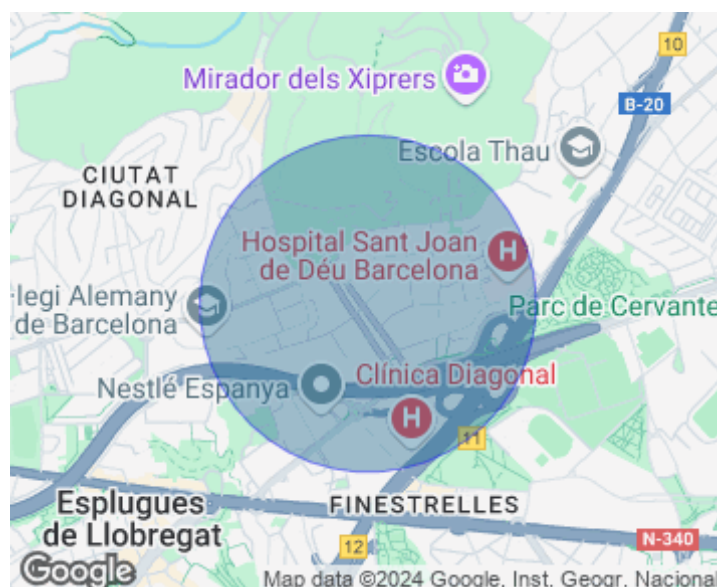 10
Mirador dels Xiprers
B-20
Escola Thau
CIUTAT
DIAGONAL
Hospital Sant Joan
de Déu Barcelona
H
·legi Alemany
de Barcelona
Parc de Cervante
Nestlé Espanya
Clínica Diagonal
H
11
Esplugues
de Llobregat
FINESTRELLES
N-340
12
Google
Map data ©2024 Google, Inst. Geogr. Naciona